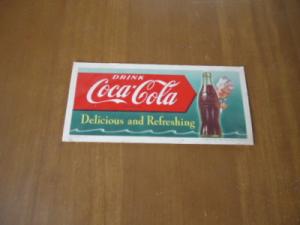 DRINK
Coca-Cola
Delicious and Refreshing